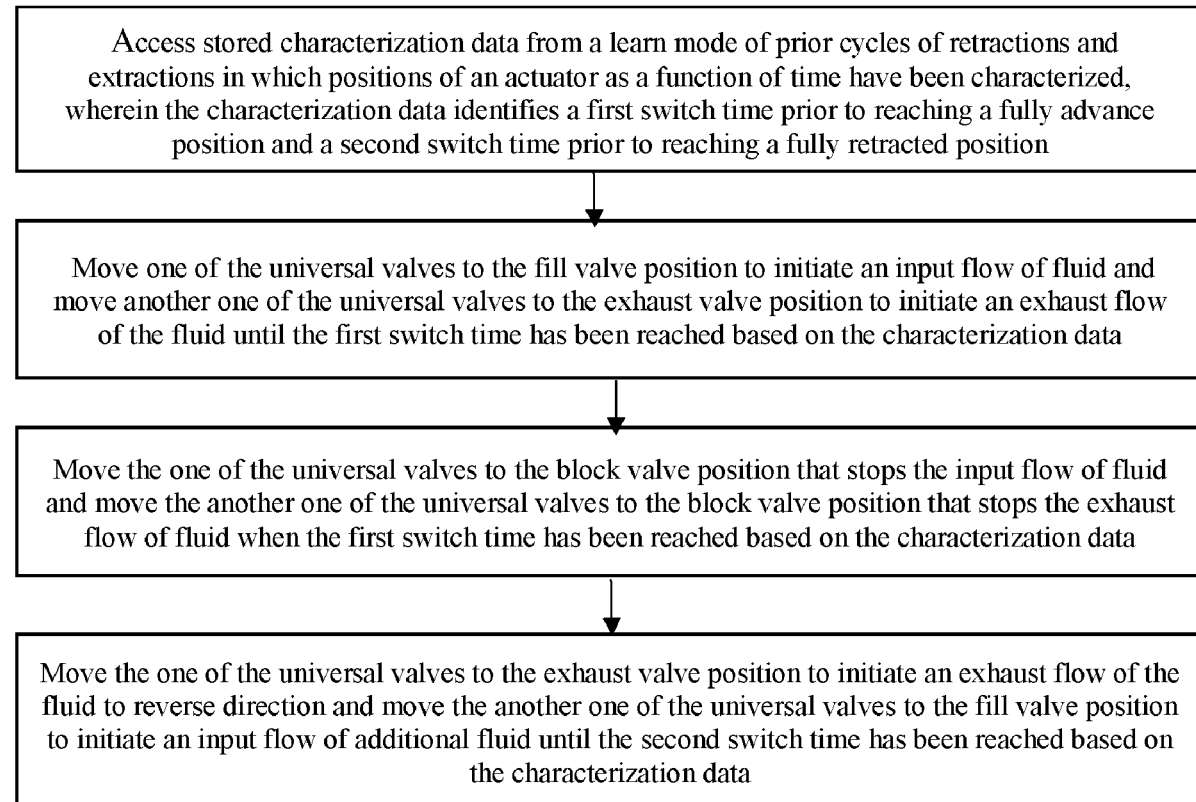 Access stored characterization data from a learn mode of prior cycles of retractions and
extractions in which positions of an actuator as a function of time have been characterized,
wherein the characterization data identifies a first switch time prior to reaching a fully advance
position and a second switch time prior to reaching a fully retracted position
Move one of the universal valves to the fill valve position to initiate an input flow of fluid and
move another one of the universal valves to the exhaust valve position to initiate an exhaust flow
of the fluid until the first switch time has been reached based on the characterization data
Move the one of the universal valves to the block valve position that stops the input flow of fluid
and move the another one of the universal valves to the block valve position that stops the exhaust
flow of fluid when the first switch time has been reached based on the characterization data
Move the one of the universal valves to the exhaust valve position to initiate an exhaust flow of the
fluid to reverse direction and move the another one of the universal valves to the fill valve position
to initiate an input flow of additional fluid until the second switch time has been reached based on
the characterization data